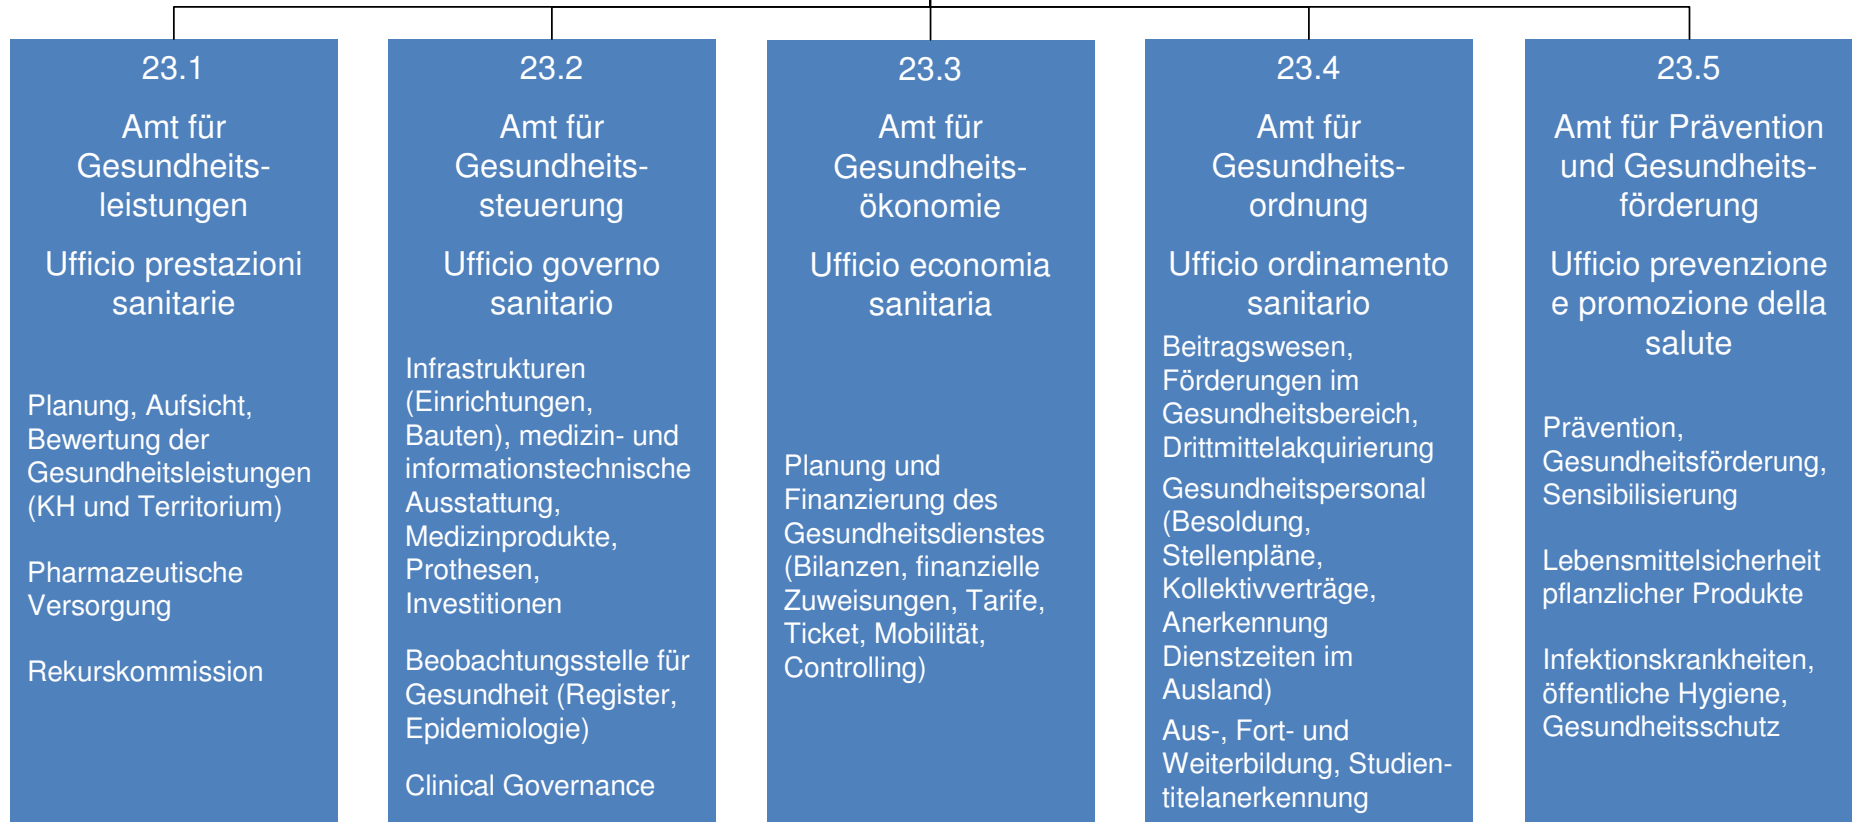 23.1
Amt für
Gesundheits-
leistungen
Ufficio prestazioni
sanitarie
Planung, Aufsicht,
Bewertung der
Gesundheitsleistungen
(KH und Territorium)
Pharmazeutische
Versorgung
Rekurskommission
23.2
Amt für
Gesundheits-
steuerung
Ufficio governo
sanitario
Infrastrukturen
(Einrichtungen,
Bauten), medizin- und
informationstechnische
Ausstattung,
Medizinprodukte,
Prothesen,
Investitionen
Beobachtungsstelle für
Gesundheit (Register,
Epidemiologie)
Clinical Governance
23.3
Amt für
Gesundheits-
ökonomie
Ufficio economia
sanitaria
Planung und
Finanzierung des
Gesundheitsdienstes
(Bilanzen, finanzielle
Zuweisungen, Tarife,
Ticket, Mobilität,
Controlling)
23.4
Amt für
Gesundheits-
ordnung
Ufficio ordinamento
sanitario
Beitragswesen,
Förderungen im
Gesundheitsbereich,
Drittmittelakquirierung
Gesundheitspersonal
(Besoldung,
Stellenpläne,
Kollektivverträge,
Anerkennung
Dienstzeiten im
Ausland)
Aus-, Fort- und
Weiterbildung, Studien-
titelanerkennung
23.5
Amt für Prävention
und Gesundheits-
förderung
Ufficio prevenzione
e promozione della
salute
Prävention,
Gesundheitsförderung,
Sensibilisierung
Lebensmittelsicherheit
pflanzlicher Produkte
Infektionskrankheiten,
öffentliche Hygiene,
Gesundheitsschutz